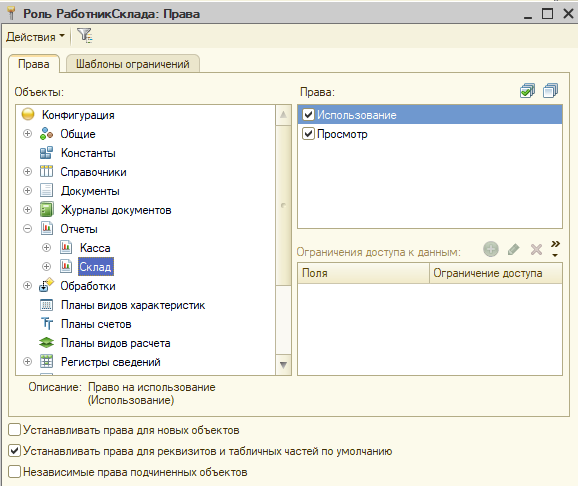 Роль РаботникСклада: Права
Действия
Права
Шаблоны ограничений
Объекты:
Конфигурация
Общие
Константы
Справочники
Документы
Журналы документов
Отчеты
Касса
Склад
Обработки
Планы видов характеристик
Планы счетов
Планы видов расчета
Регистры сведений
Права:
Использование
Просмотр
Ограничения доступа к данным:
Поля
Ограничение доступа
Описание: Право на использование
(Использование)
Устанавливать права для новых объектов
Устанавливать права для реквизитов и табличных частей по умолчанию
Независимые права подчиненных объектов